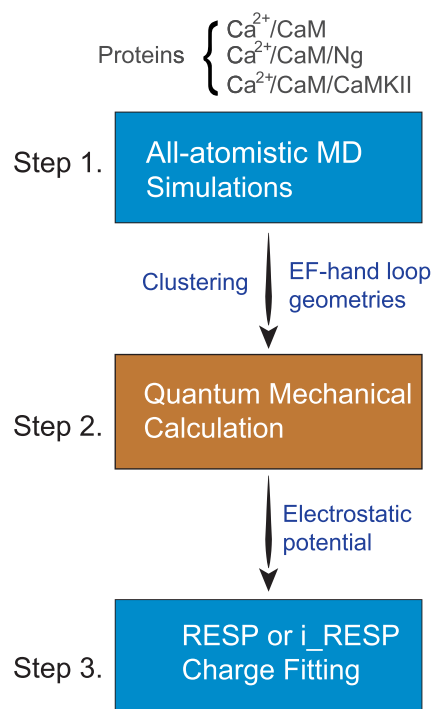 Proteins
Ca2+/CaM
Ca2+/CaM/Ng
Ca2+/CaM/CaMKII
Step 1.
All-atomistic MD
Simulations
Clustering
EF-hand loop
geometries
Step 2.
Quantum Mechanical
Calculation
Electrostatic
potential
Step 3.
RESP or i_RESP
Charge Fitting